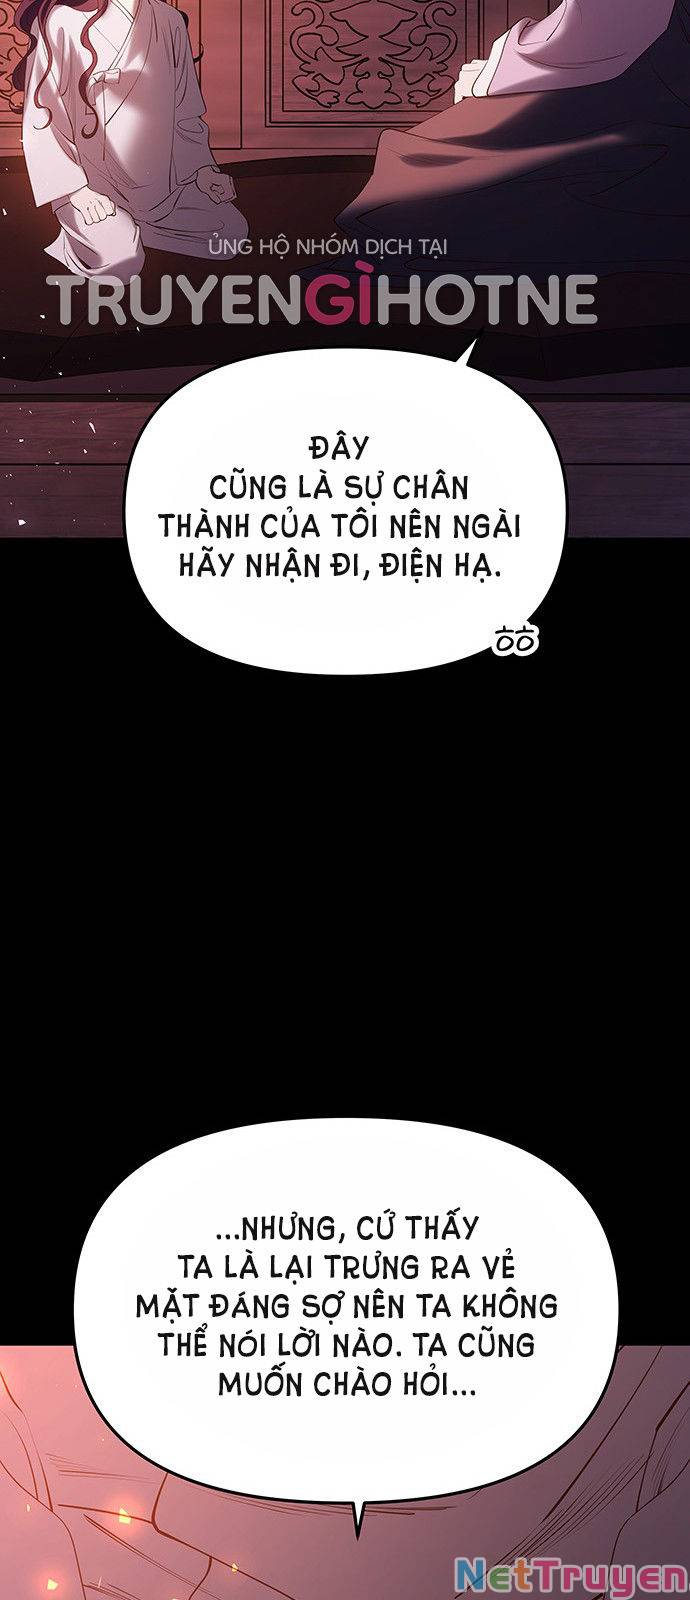 ỦNG HỘ NHÓM DỊCH TẠI
TRUYENGIHOTNE
ĐÂY
CŨNG LÀ SỰ CHÂN
THÀNH CỦA TÔI NÊN NGÀI
HÃY NHẬN ĐI, ĐIỆN HẠ.
흐흐
...NHƯNG, CỨ THẤY
TA LÀ LẠI TRƯNG RA VẺ
MẶT ĐÁNG SỢ NÊN TA KHÔNG
THỂ NÓI LỜI NÀO. TA CŨNG
MUỐN CHÀO HỎI...
NetTruyen